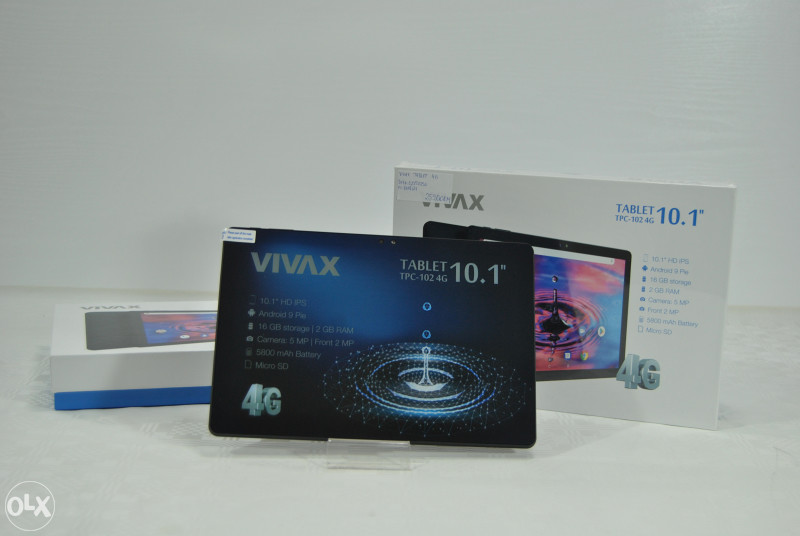 VIVAX
TABLET 10.1"
TPC-102 4G
10.1" HD IPS
Android 9 Pie
16 GB storage | 2 GB RAM
Camera: 5 MP | Front 2 MP
5800 mAh Battery
Micro SD
4G
VIVAX
TABLET 10.1"
TPC-102 4G
10.1" HD IPS
Android 9 Pie
16 GB storage
2 GB RAM
Camera: 5 MP
Front 2 MP
5800 mAh Battery
Micro SD
4G
OLX